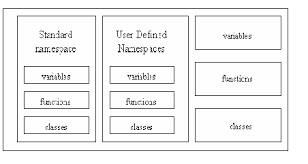 Standard
namespace
variables
functions
classes
User Defined
Namespaces
variables
functions
classes
variables
functions
classes